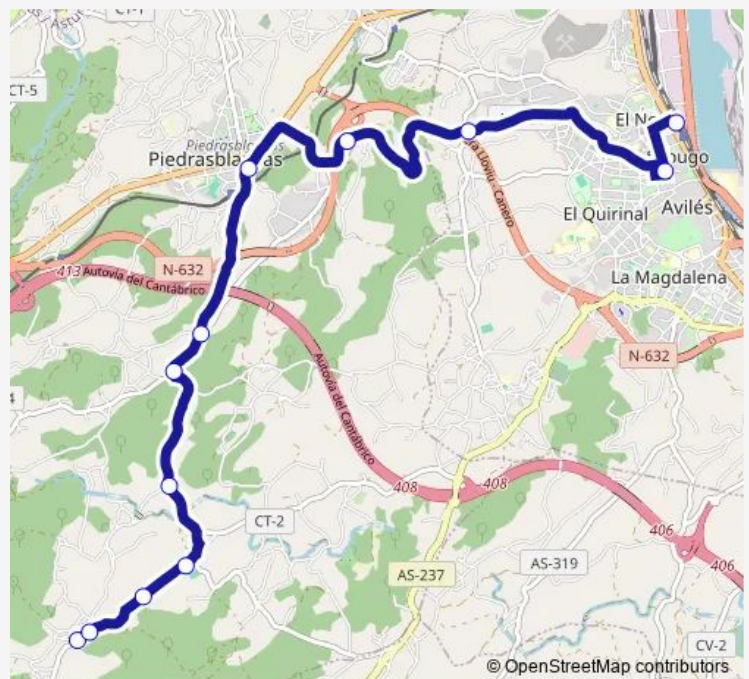 CT-5
Piedrasblancas
N-632
413 Autovía del Cantábrico
Autovía del Cantábrico
El Quirinal
Avilés
La Magdalena
N-632
408
408
CT-2
406
406
AS-319
AS-237
CV-2
© OpenStreetMap contributors